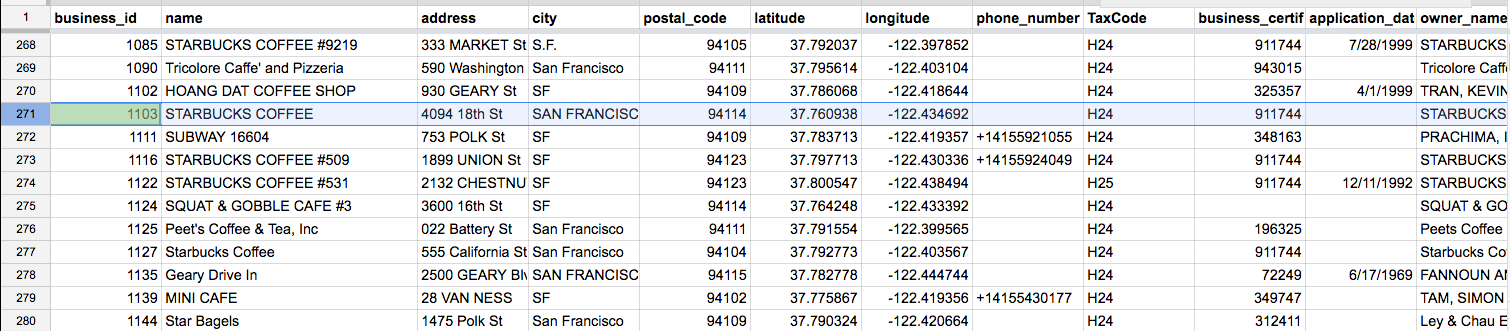 1 business_id name address city postal_code latitude longitude phone_number TaxCode business_certif application_dat owner_name
268 1085 STARBUCKS COFFEE #9219 333 MARKET St S.F. 94105 37.792037 -122.397852 H24 911744 7/28/1999 STARBUCKS
269 1090 Tricolore Caffe' and Pizzeria 590 Washington San Francisco 94111 37.795614 -122.403104 H24 943015 Tricolore Caff
270 1102 HOANG DAT COFFEE SHOP 930 GEARY St SF 94109 37.786068 -122.418644 H24 325357 4/1/1999 TRAN, KEVIN
271 1103 STARBUCKS COFFEE 4094 18th St SAN FRANCISC 94114 37.760938 -122.434692 H24 911744 STARBUCKS
272 1111 SUBWAY 16604 753 POLK St SF 94109 37.783713 -122.419357 +14155921055 H24 348163 PRACHIMA, I
273 1116 STARBUCKS COFFEE #509 1899 UNION St SF 94123 37.797713 -122.430336 +14155924049 H24 911744 STARBUCKS
274 1122 STARBUCKS COFFEE #531 2132 CHESTNU SF 94123 37.800547 -122.438494 H25 911744 12/11/1992 STARBUCKS
275 1124 SQUAT & GOBBLE CAFE #3 3600 16th St SF 94114 37.764248 -122.433392 H24 SQUAT & GO
276 1125 Peet's Coffee & Tea, Inc 022 Battery St San Francisco 94111 37.791554 -122.399565 H24 196325 Peets Coffee
277 1127 Starbucks Coffee 555 California St San Francisco 94104 37.792773 -122.403567 H24 911744 Starbucks Co
278 1135 Geary Drive In 2500 GEARY Blv SAN FRANCISC 94115 37.782778 -122.444744 H24 72249 6/17/1969 FANNOUN A
279 1139 MINI CAFE 28 VAN NESS SF 94102 37.775867 -122.419356 +14155430177 H24 349747 TAM, SIMON
280 1144 Star Bagels 1475 Polk St San Francisco 94109 37.790324 -122.420664 H24 312411 Ley & Chau E